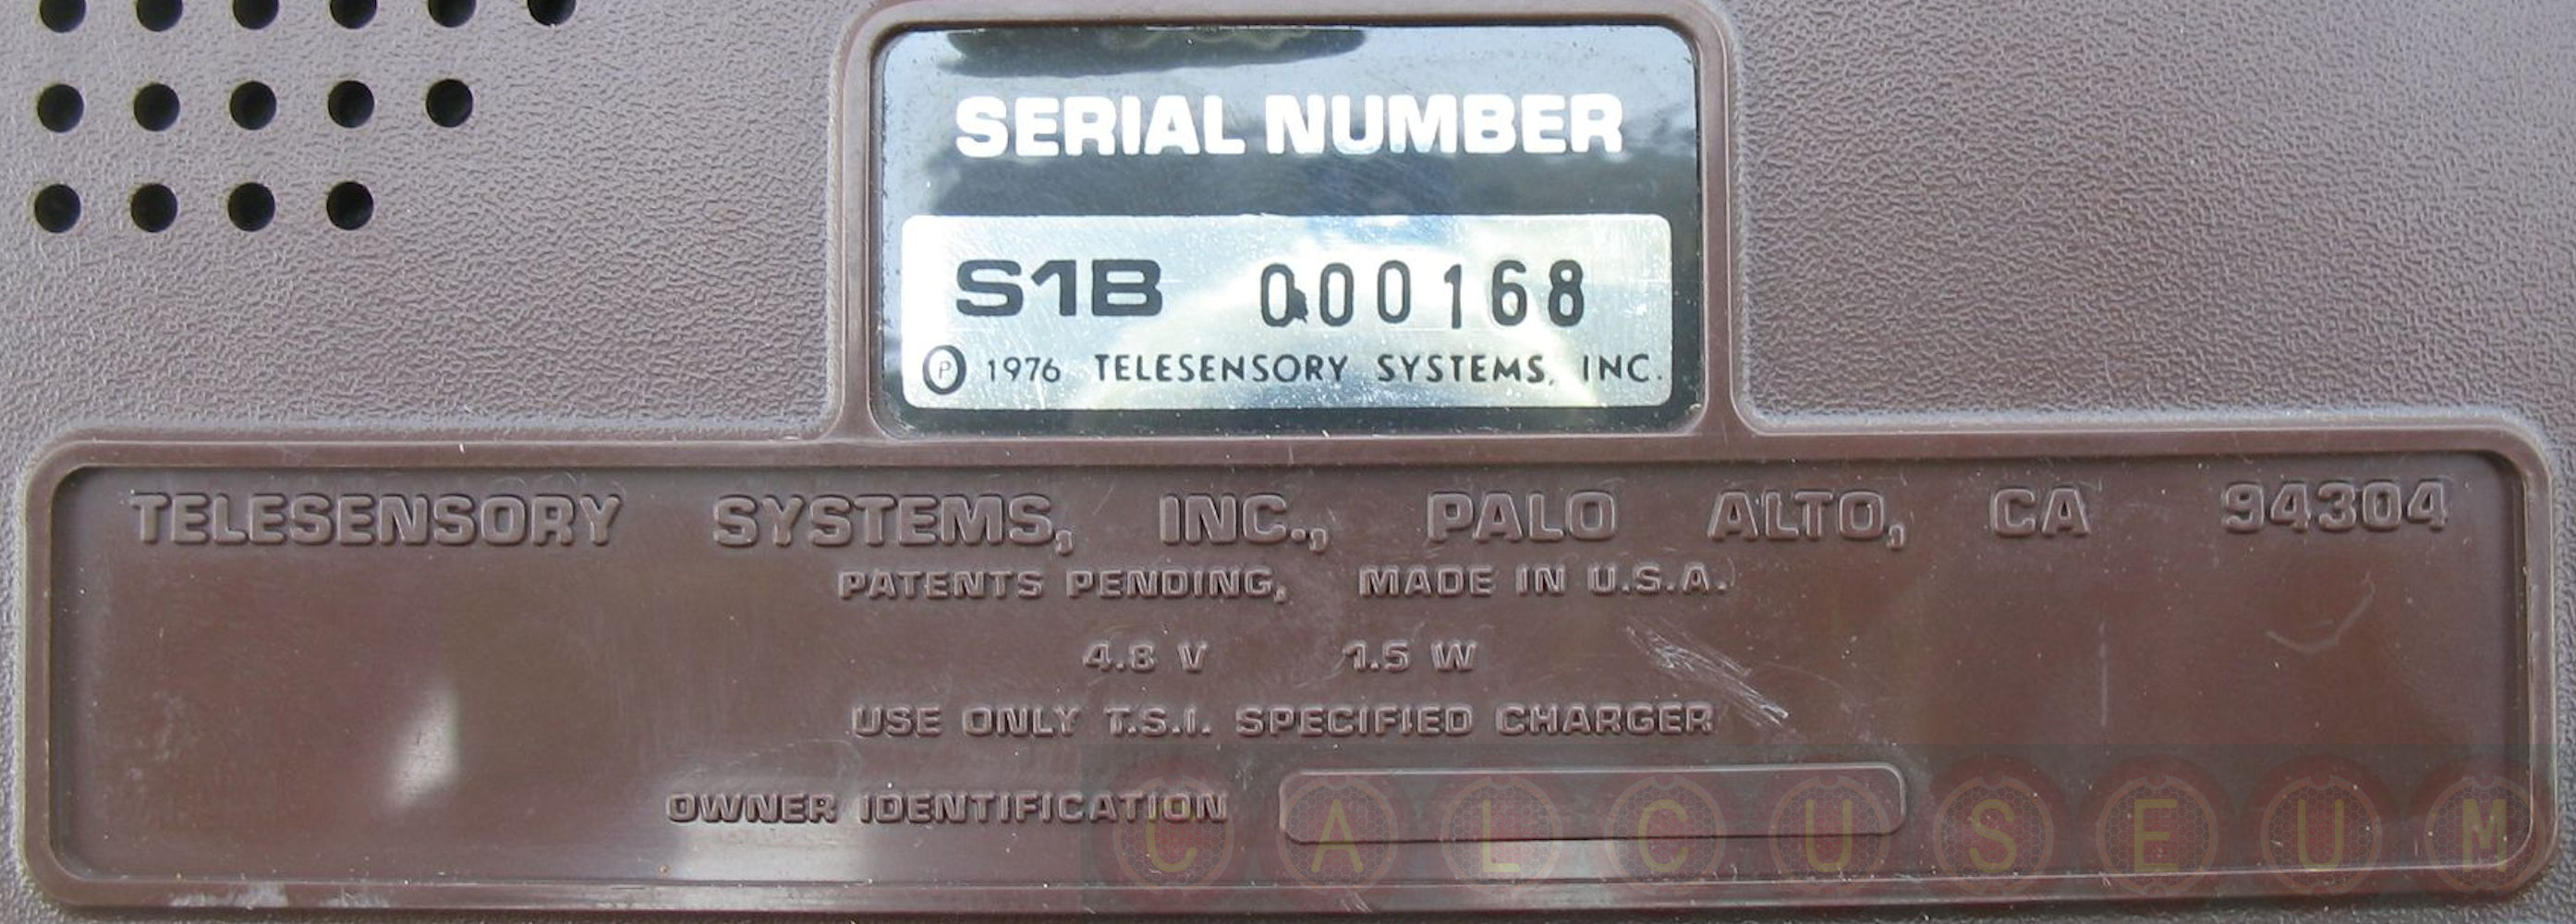 SERIAL NUMBER
S1B 000168
Ⓟ 1976 TELESENSORY SYSTEMS, INC.
TELESENSORY SYSTEMS, INC., PALO ALTO, CA 94304
PATENTS PENDING, MADE IN U.S.A.
4.8 V 1.5 W
USE ONLY T.S.I. SPECIFIED CHARGER
OWNER IDENTIFICATION
CALCUSEUM